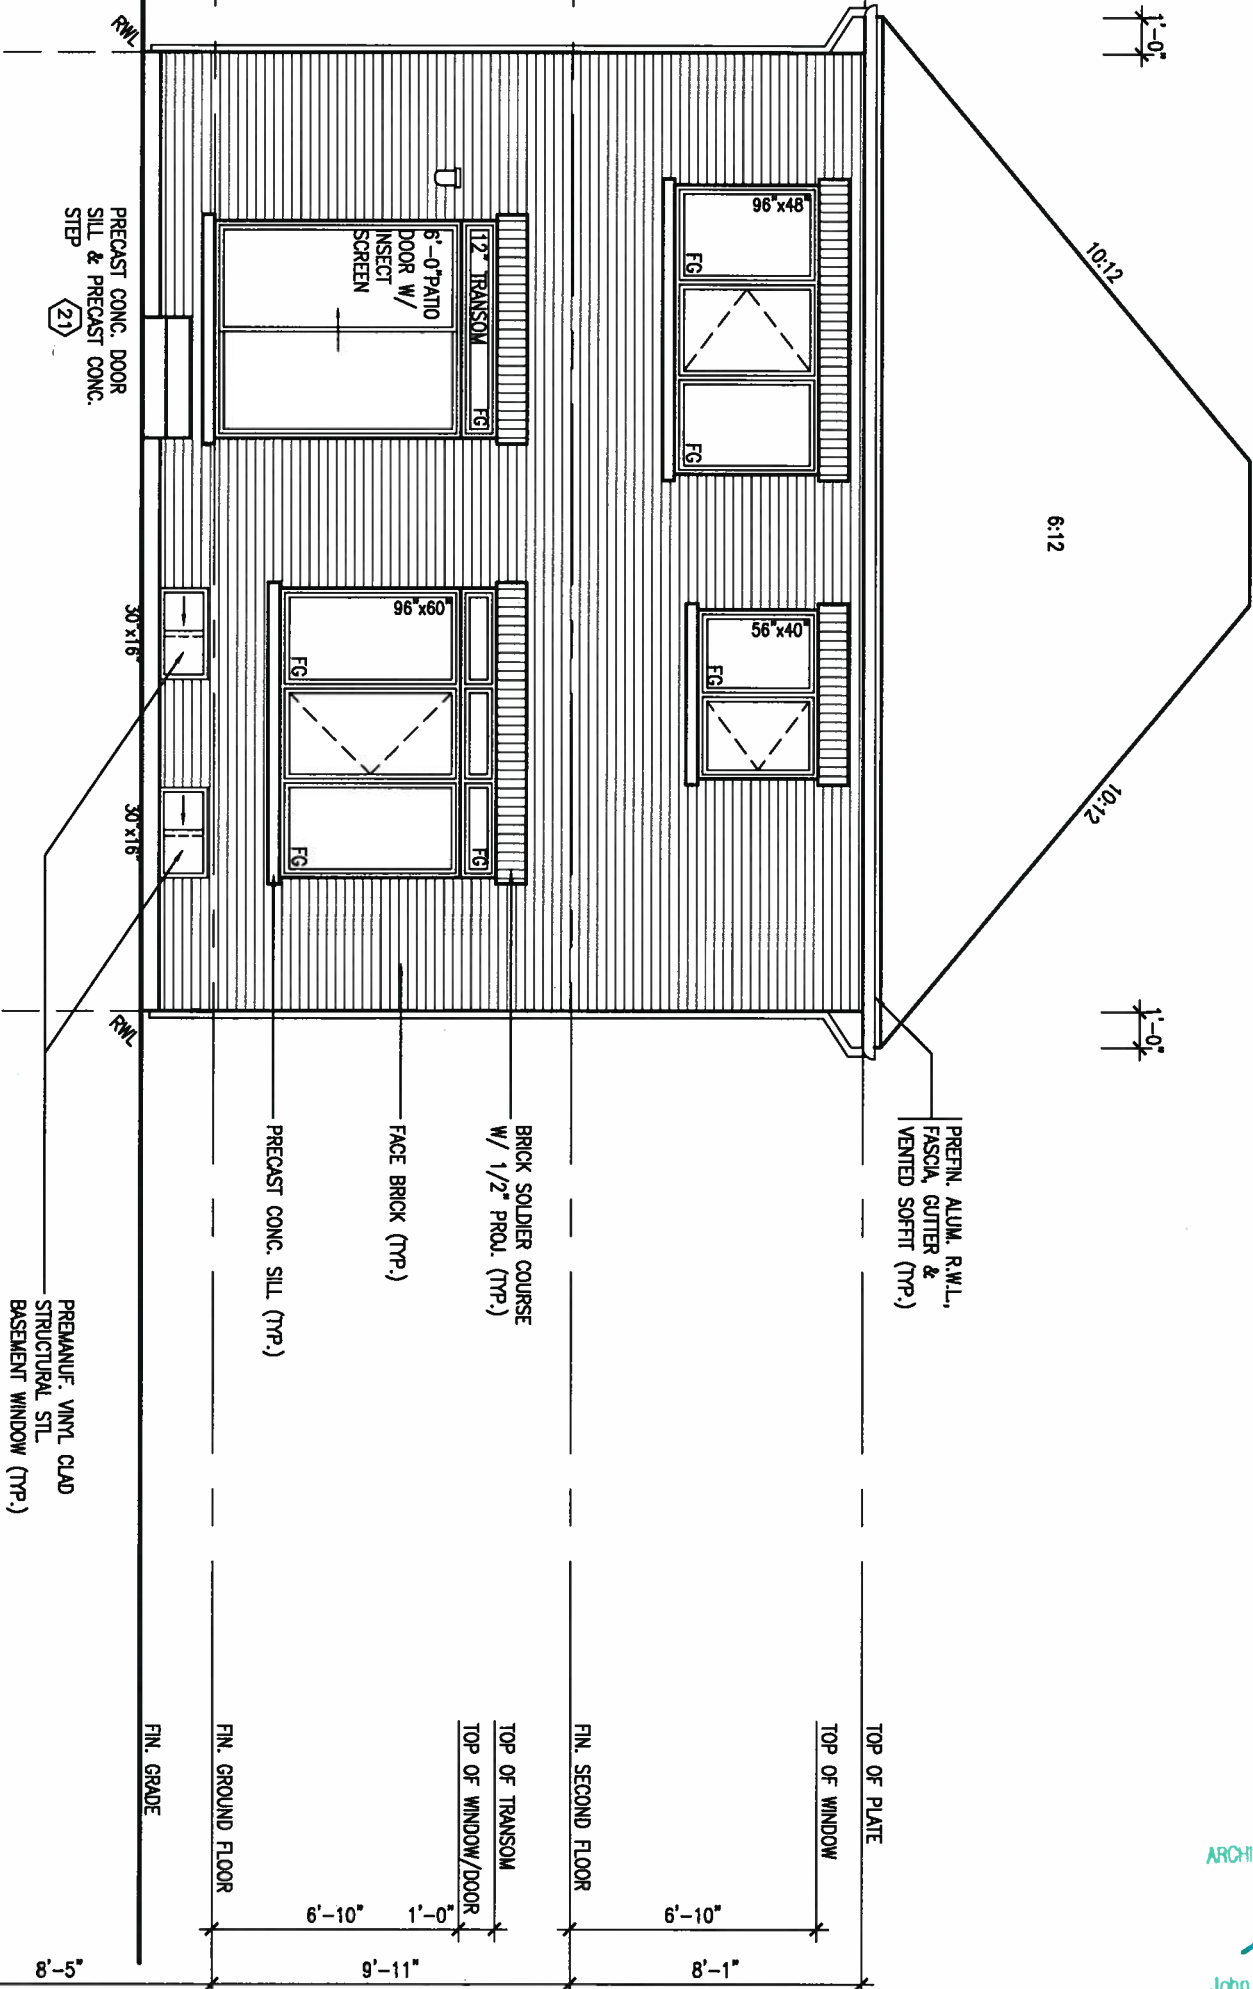 1'-0"
1'-0"
10:12
6:12
10:12
PREFIN. ALUM. R.W.L.,
FASCIA, GUTTER &
VENTED SOFFIT (TYP.)
96"x48"
FG
FG
56"x40"
FG
12" TRANSOM
FG
6'-0"PATIO
DOOR W/
INSECT
SCREEN
96"x60"
FG
FG
FG
BRICK SOLDIER COURSE
W/ 1/2" PROJ. (TYP.)
FACE BRICK (TYP.)
PRECAST CONC. SILL (TYP.)
RWL
RWL
30"x16"
30"x16"
PRECAST CONC. DOOR
SILL & PRECAST CONC.
STEP
21
PREMANUF. VINYL CLAD
STRUCTURAL STL.
BASEMENT WINDOW (TYP.)
TOP OF PLATE
TOP OF WINDOW
FIN. SECOND FLOOR
TOP OF TRANSOM
TOP OF WINDOW/DOOR
FIN. GROUND FLOOR
FIN. GRADE
6'-10"
1'-0"
6'-10"
8'-1"
9'-11"
8'-5"
John